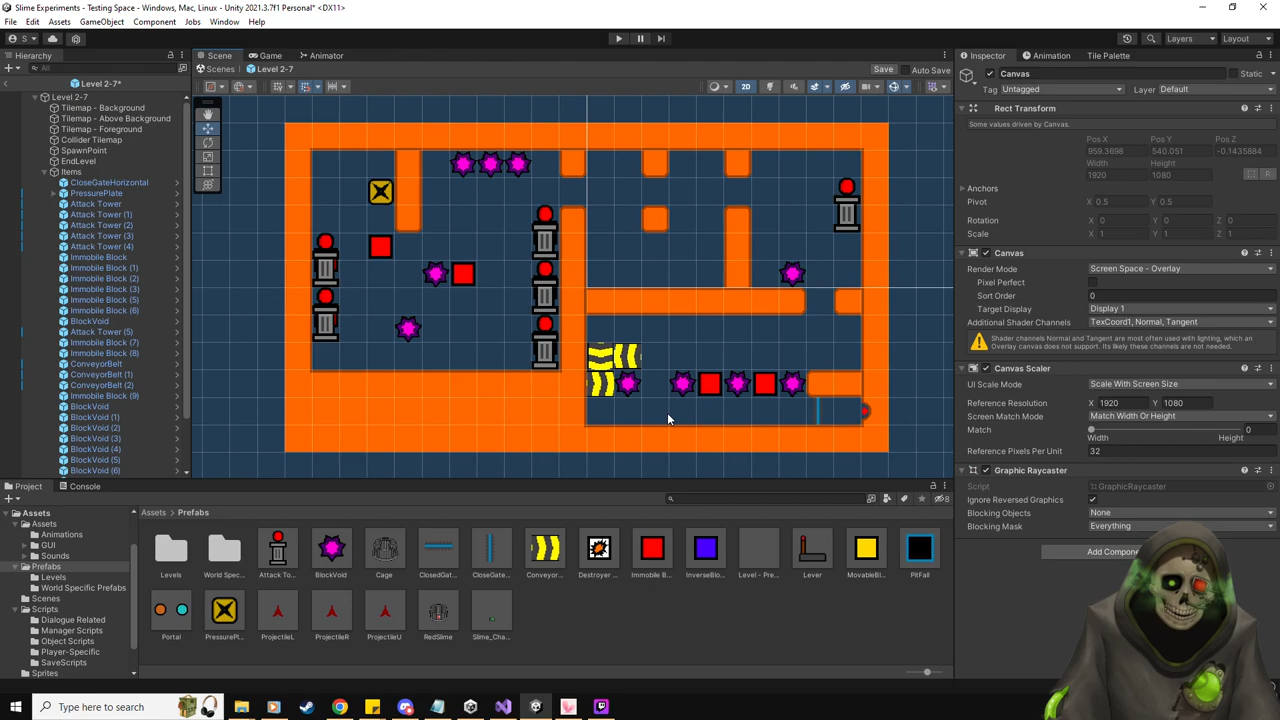 Slime Experiments - Testing Space - Windows, Mac, Linux - Unity 2021.3.7f1 Personal* <DX11>
File Edit Assets GameObject Component Jobs Window Help
S
Layers Layout
Hierarchy
All
Level 2-7*
Level 2-7
Tilemap - Background
Tilemap - Above Background
Tilemap - Foreground
Collider Tilemap
SpawnPoint
EndLevel
Items
CloseGateHorizontal
PressurePlate
Attack Tower
Attack Tower (1)
Attack Tower (2)
Attack Tower (3)
Attack Tower (4)
Immobile Block
Immobile Block (1)
Immobile Block (2)
Immobile Block (3)
Immobile Block (4)
Immobile Block (5)
Immobile Block (6)
BlockVoid
Attack Tower (5)
Immobile Block (7)
Immobile Block (8)
ConveyorBelt
ConveyorBelt (1)
ConveyorBelt (2)
Immobile Block (9)
BlockVoid
BlockVoid (1)
BlockVoid (2)
BlockVoid (3)
BlockVoid (4)
BlockVoid (5)
BlockVoid (6)
Scene Game Animator
Scenes Level 2-7
Save Auto Save
2D
Inspector Animation Tile Palette
Canvas Static
Tag Untagged Layer Default
Rect Transform
Some values driven by Canvas.
Pos X Pos Y Pos Z
959.3698 540.051 -0.1435884
Width Height
1920 1080
R
Anchors
Pivot X 0.5 Y 0.5
Rotation X 0 Y 0 Z 0
Scale X 1 Y 1 Z 1
Canvas
Render Mode Screen Space - Overlay
Pixel Perfect
Sort Order 0
Target Display Display 1
Additional Shader Channels TexCoord1, Normal, Tangent
Shader channels Normal and Tangent are most often used with lighting, which an Overlay canvas does not support. Its likely these channels are not needed.
Canvas Scaler
UI Scale Mode Scale With Screen Size
Reference Resolution X 1920 Y 1080
Screen Match Mode Match Width Or Height
Match 0
Width Height
Reference Pixels Per Unit 32
Graphic Raycaster
Script GraphicRaycaster
Ignore Reversed Graphics
Blocking Objects None
Blocking Mask Everything
Project Console
8
Assets
Animations
GUI
Sounds
Prefabs
Levels
World Specific Prefabs
Scenes
Scripts
Dialogue Related
Manager Scripts
Object Scripts
Player-Specific
SaveScripts
Sprites
Assets > Prefabs
Levels World Spec... Attack To... BlockVoid Cage ClosedGat... CloseGate... Conveyor... Destroyer ... Immobile B... InverseBlo... Level - Pre... Lever MovableBl... PitFall
Portal PressurePl... ProjectileL ProjectileR ProjectileU RedSlime Slime_Cha...
Type here to search